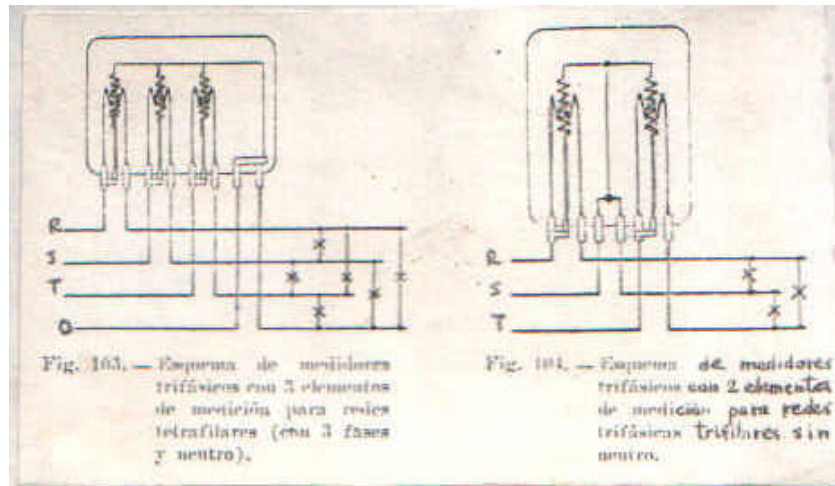 R
S
T
O
Fig. 103. — Esquema de medidores
trifásicos con 3 elementos
de medición para redes
tetrafilares (con 3 fases
y neutro).
R
S
T
Fig. 104. — Esquema de medidores
trifásicos con 2 elementos
de medición para redes
trifásicas trifilares sin
neutro.